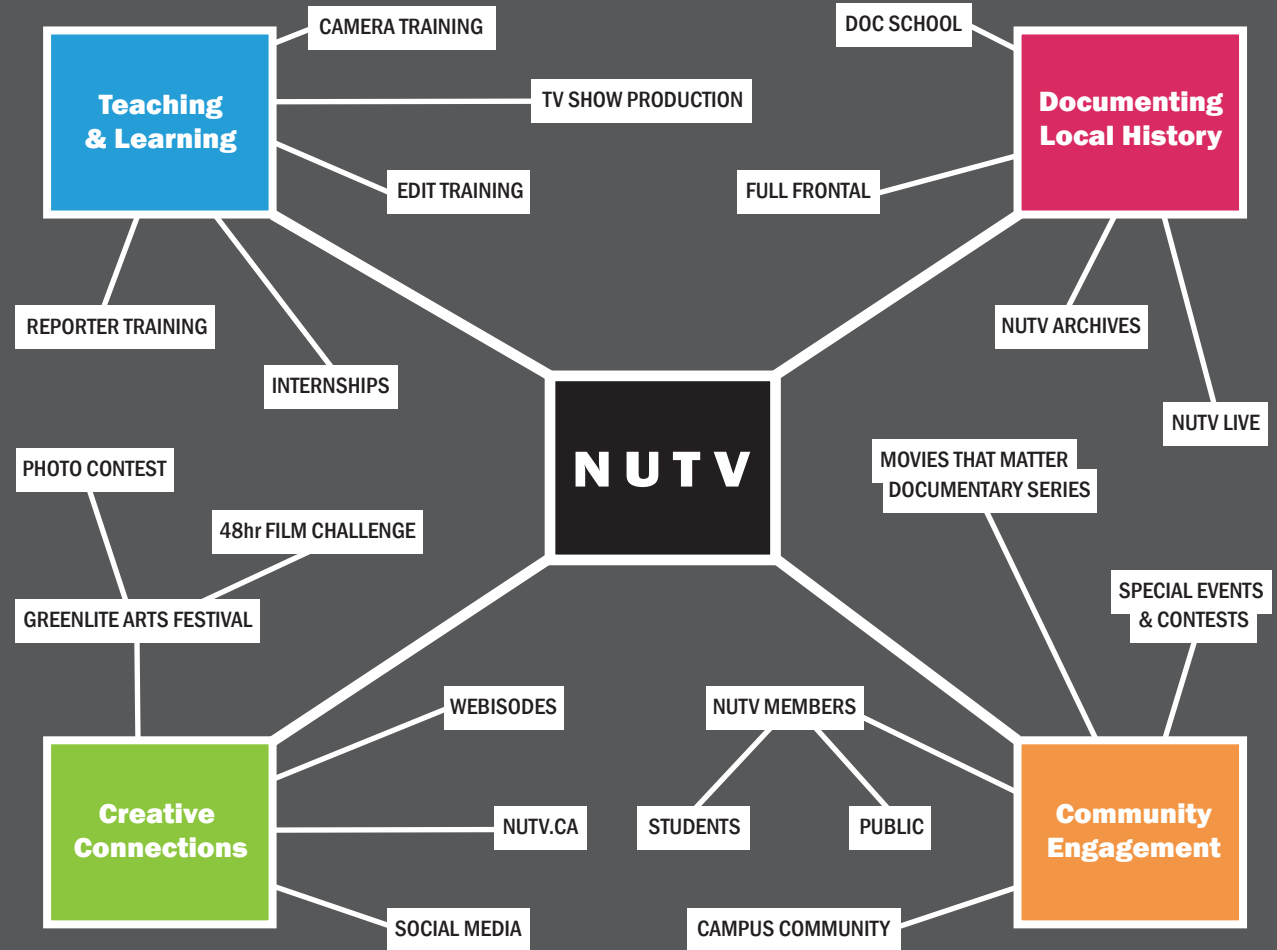 CAMERA TRAINING
DOC SCHOOL
Teaching
& Learning
TV SHOW PRODUCTION
Documenting
Local History
EDIT TRAINING
FULL FRONTAL
REPORTER TRAINING
NUTV ARCHIVES
INTERNSHIPS
NUTV LIVE
NUTV
PHOTO CONTEST
MOVIES THAT MATTER
DOCUMENTARY SERIES
48hr FILM CHALLENGE
SPECIAL EVENTS
& CONTESTS
GREENLITE ARTS FESTIVAL
WEBISODES
NUTV MEMBERS
Creative
Connections
NUTV.CA
STUDENTS
PUBLIC
Community
Engagement
SOCIAL MEDIA
CAMPUS COMMUNITY